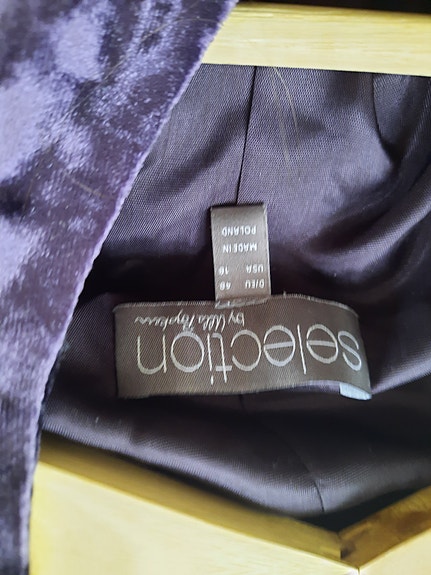 selection
by Ulla Popken
D/EU 48
USA 18
MADE IN
POLAND